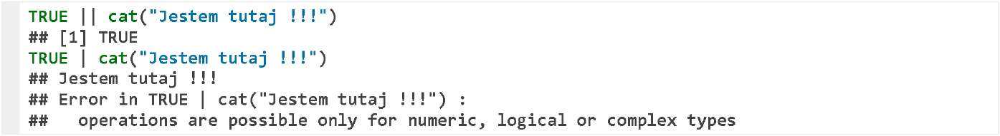 TRUE || cat("Jestem tutaj !!!")
## [1] TRUE
TRUE | cat("Jestem tutaj !!!")
## Jestem tutaj !!!
## Error in TRUE | cat("Jestem tutaj !!!") :
##   operations are possible only for numeric, logical or complex types